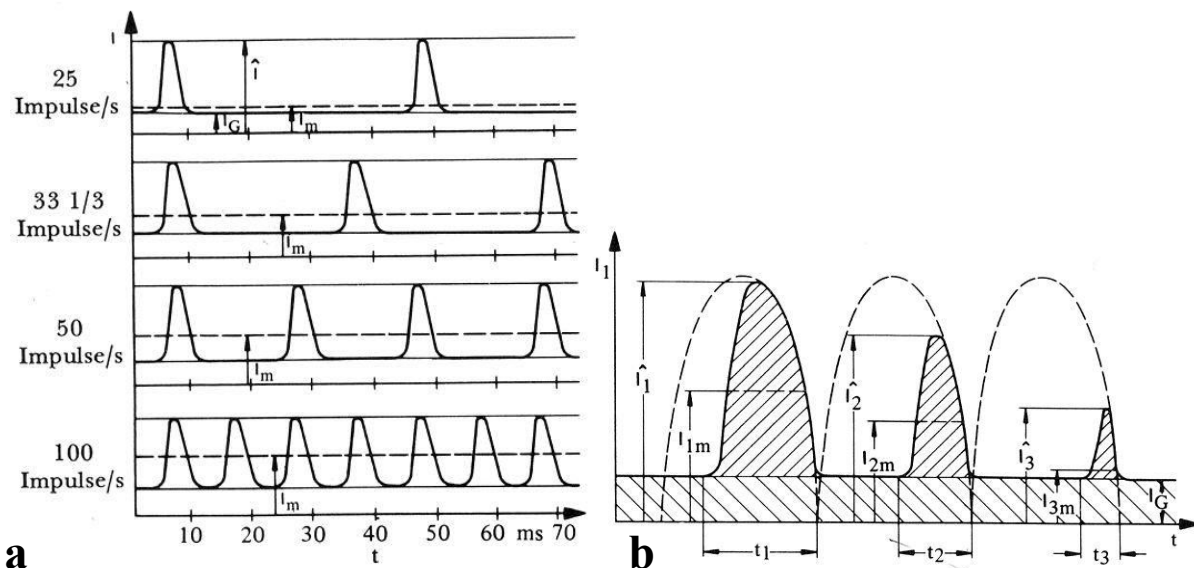 I
25
Impulse/s
Î
I_G
I_m
33 1/3
Impulse/s
I_m
50
Impulse/s
I_m
100
Impulse/s
I_m
10 20 30 40 50 ms 70
t
a
I_1
Î_1
I_1m
Î_2
I_2m
Î_3
I_3m
I_G
t
t_1
t_2
t_3
b